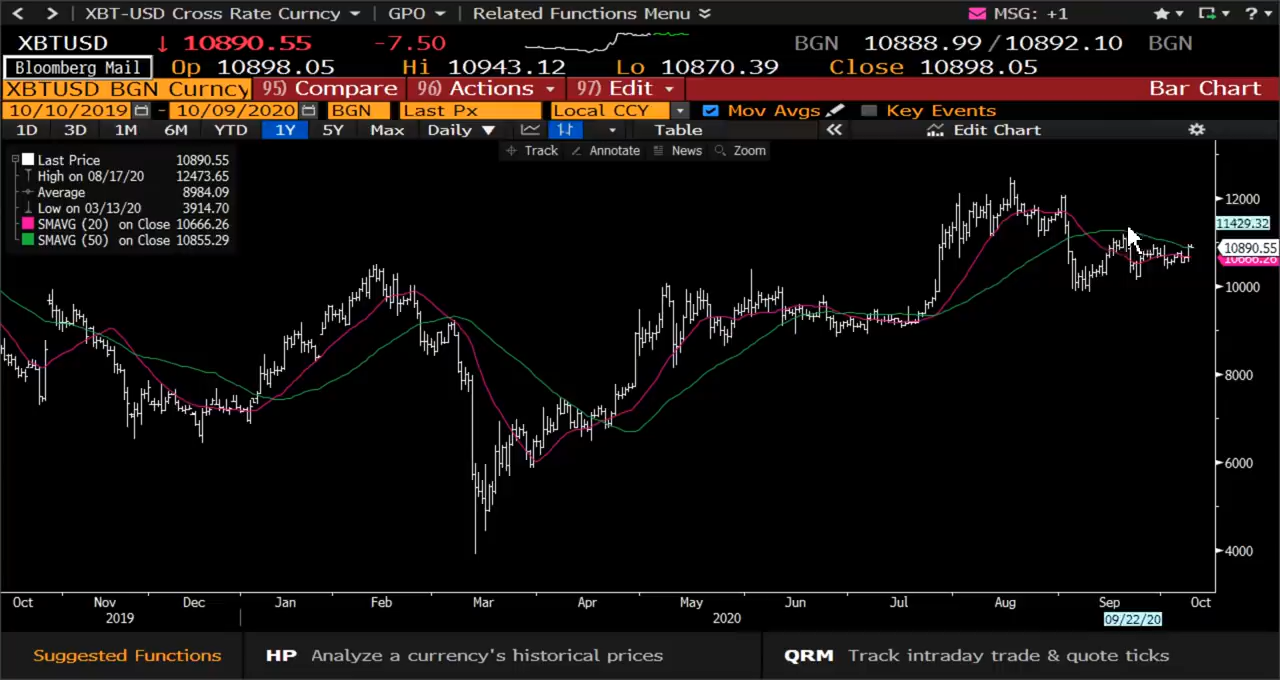 XBT-USD Cross Rate Curncy GPO Related Functions Menu MSG: +1 ?
XBTUSD 10890.55 -7.50 BGN 10888.99 / 10892.10 BGN
Bloomberg Mail Op 10898.05 Hi 10943.12 Lo 10870.39 Close 10898.05
XBTUSD BGN Curncy 95) Compare 96) Actions 97) Edit Bar Chart
10/10/2019 - 10/09/2020 BGN Last Px Local CCY Mov Avgs Key Events
1D 3D 1M 6M YTD 1Y 5Y Max Daily Table Edit Chart
Track Annotate News Zoom
Last Price 10890.55
High on 08/17/20 12473.65
Average 8984.09
Low on 03/13/20 3914.70
SMAVG (20) on Close 10666.26
SMAVG (50) on Close 10855.29
12000
11429.32
10890.55
10666.26
10000
8000
6000
4000
Oct Nov Dec Jan Feb Mar Apr May Jun Jul Aug Sep Oct
2019 2020 09/22/20
Suggested Functions HP Analyze a currency's historical prices QRM Track intraday trade & quote ticks